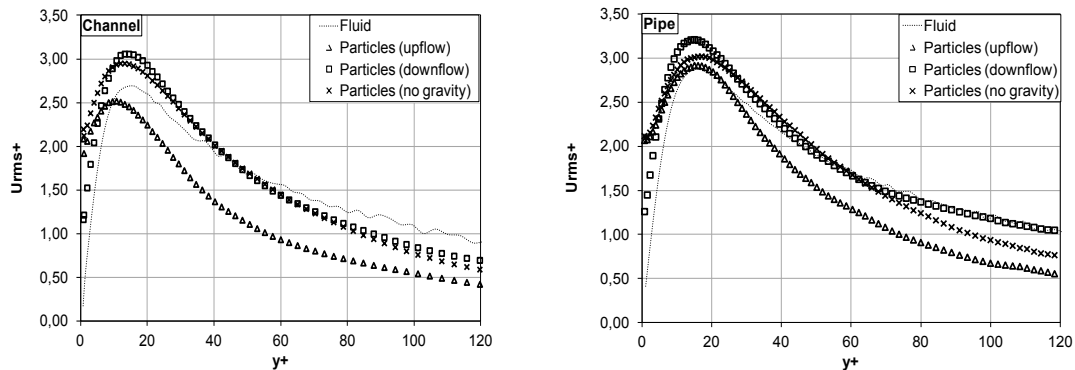 Channel
Fluid
Particles (upflow)
Particles (downflow)
Particles (no gravity)
Urms+
3,50
3,00
2,50
2,00
1,50
1,00
0,50
0,00
0 20 40 60 80 100 120
y+
Pipe
Fluid
Particles (upflow)
Particles (downflow)
Particles (no gravity)
Urms+
3,50
3,00
2,50
2,00
1,50
1,00
0,50
0,00
0 20 40 60 80 100 120
y+